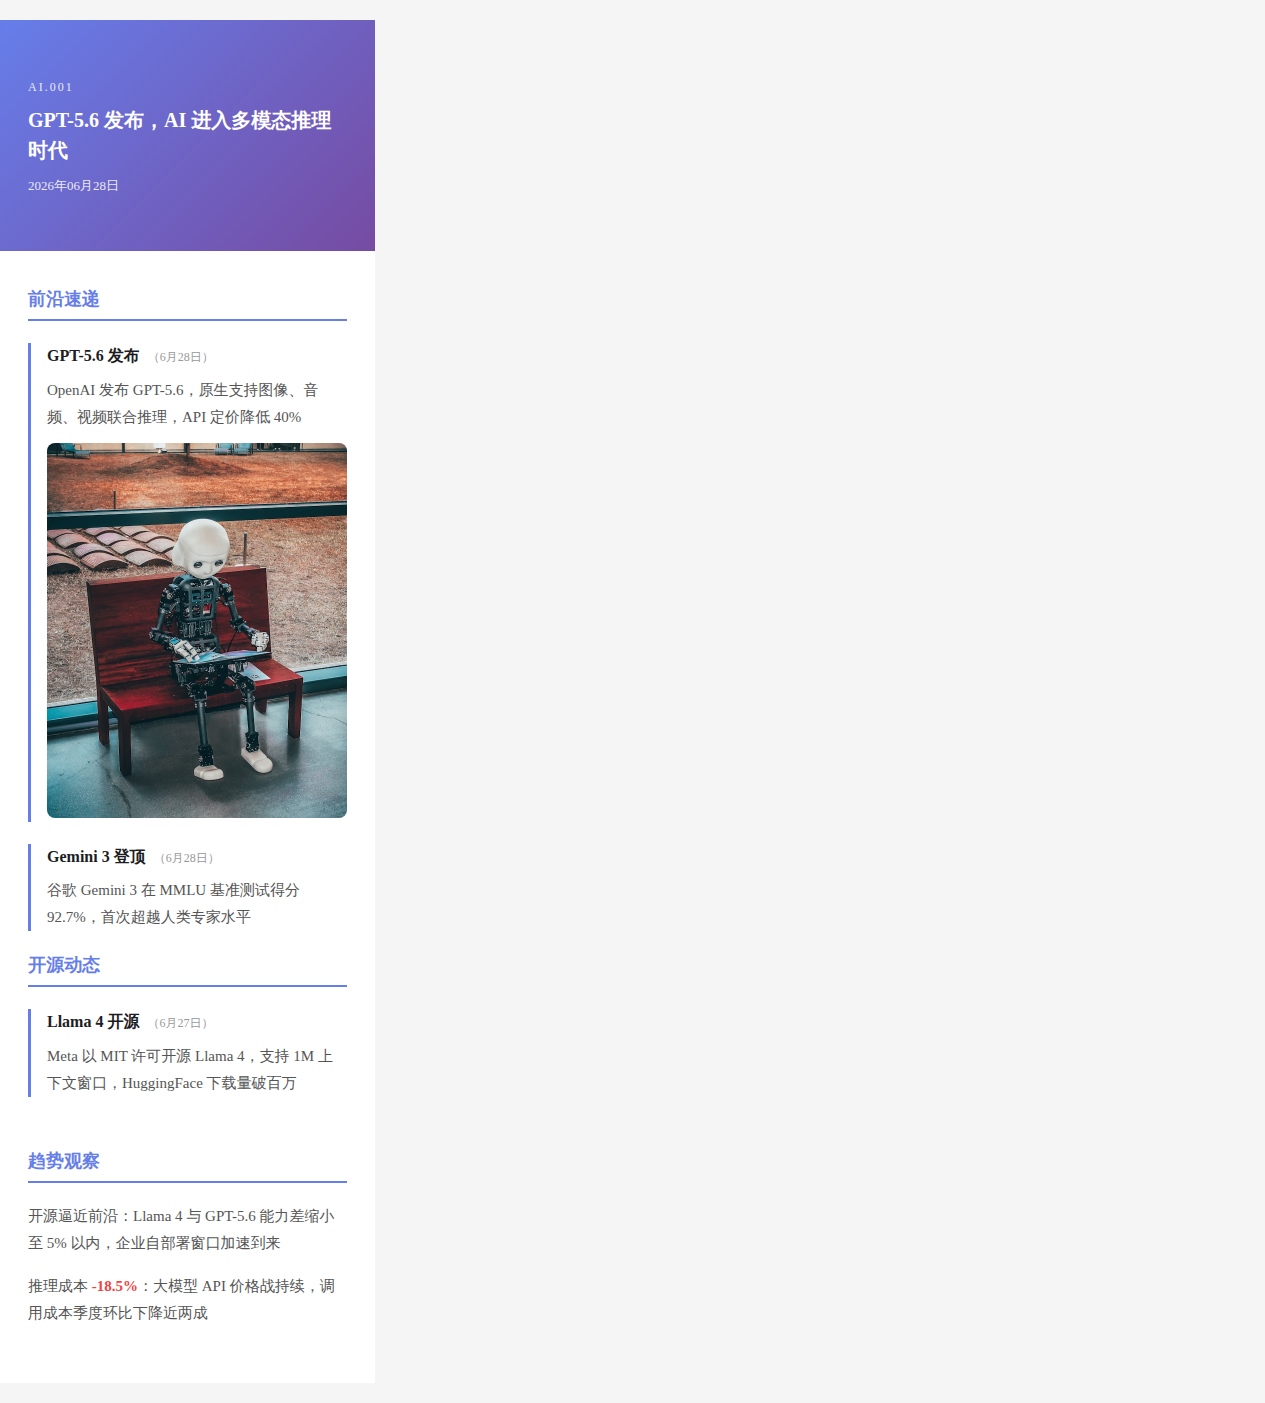 AI.001
GPT-5.6 发布，AI 进入多模态推理
时代
2026年06月28日
前沿速递
GPT-5.6 发布 （6月28日）
OpenAI 发布 GPT-5.6，原生支持图像、音
频、视频联合推理，API 定价降低 40%
Gemini 3 登顶 （6月28日）
谷歌 Gemini 3 在 MMLU 基准测试得分
92.7%，首次超越人类专家水平
开源动态
Llama 4 开源 （6月27日）
Meta 以 MIT 许可开源 Llama 4，支持 1M 上
下文窗口，HuggingFace 下载量破百万
趋势观察
开源逼近前沿：Llama 4 与 GPT-5.6 能力差缩小
至 5% 以内，企业自部署窗口加速到来
推理成本 -18.5%：大模型 API 价格战持续，调
用成本季度环比下降近两成